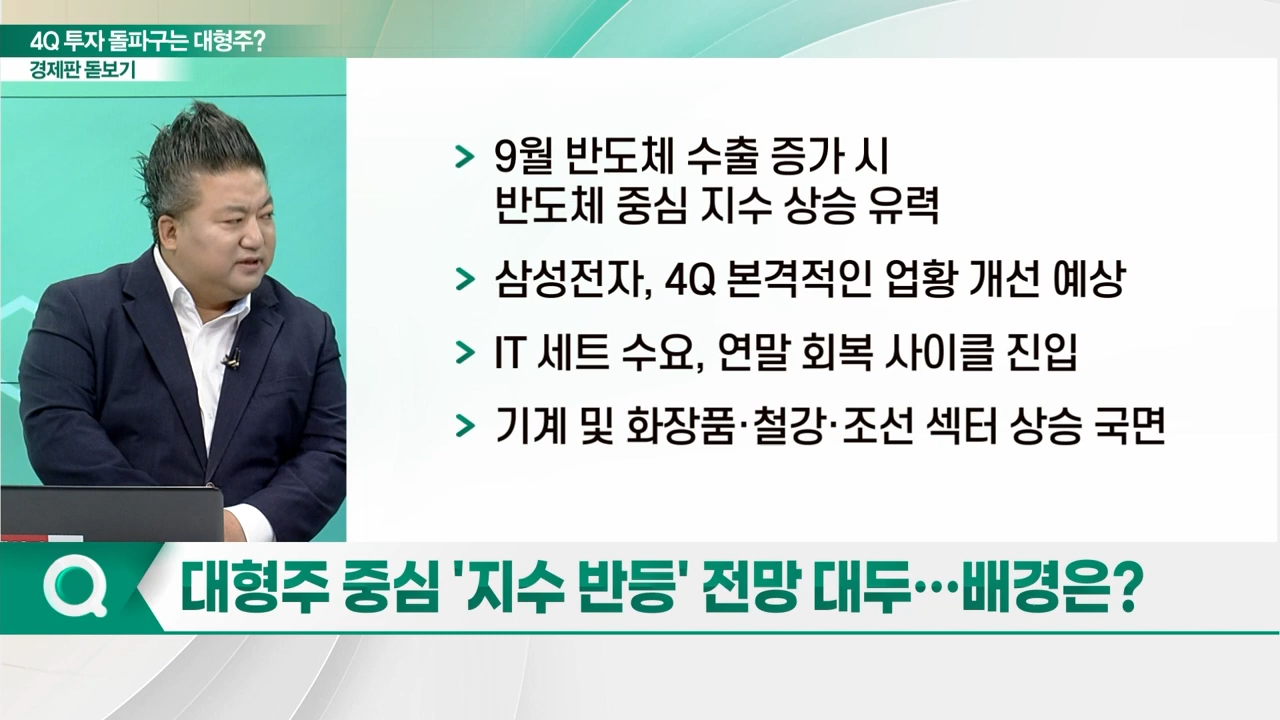 4Q 투자 돌파구는 대형주?
경제판 돋보기
> 9월 반도체 수출 증가 시
반도체 중심 지수 상승 유력
> 삼성전자, 4Q 본격적인 업황 개선 예상
> IT 세트 수요, 연말 회복 사이클 진입
> 기계 및 화장품·철강·조선 섹터 상승 국면
Q 대형주 중심 '지수 반등' 전망 대두…배경은?